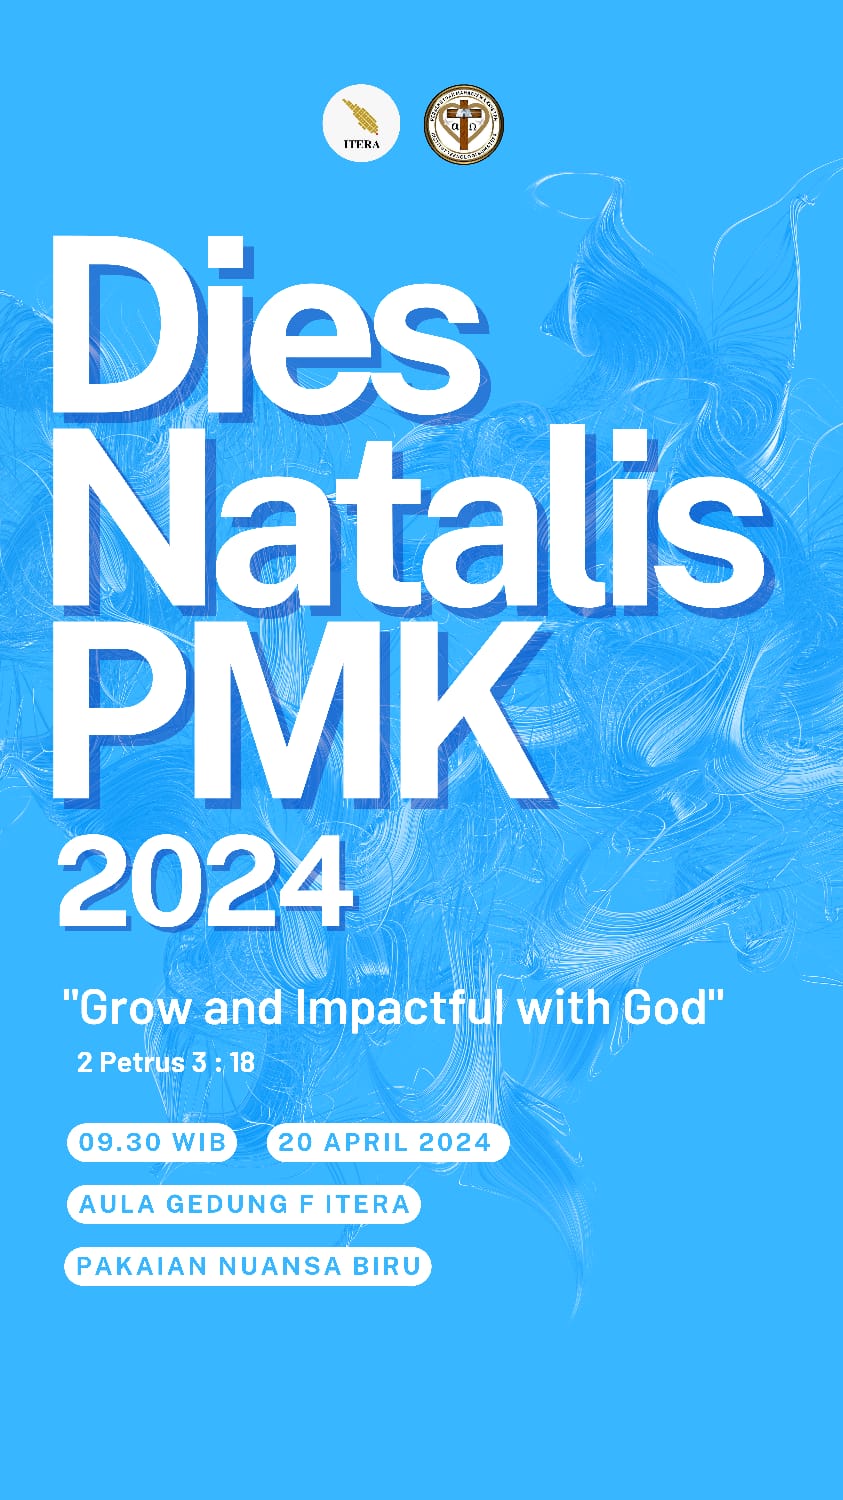 ITERA
Dies
Natalis
PMK
2024
"Grow and Impactful with God"
2 Petrus 3 : 18
09.30 WIB
20 APRIL 2024
AULA GEDUNG F ITERA
PAKAIAN NUANSA BIRU